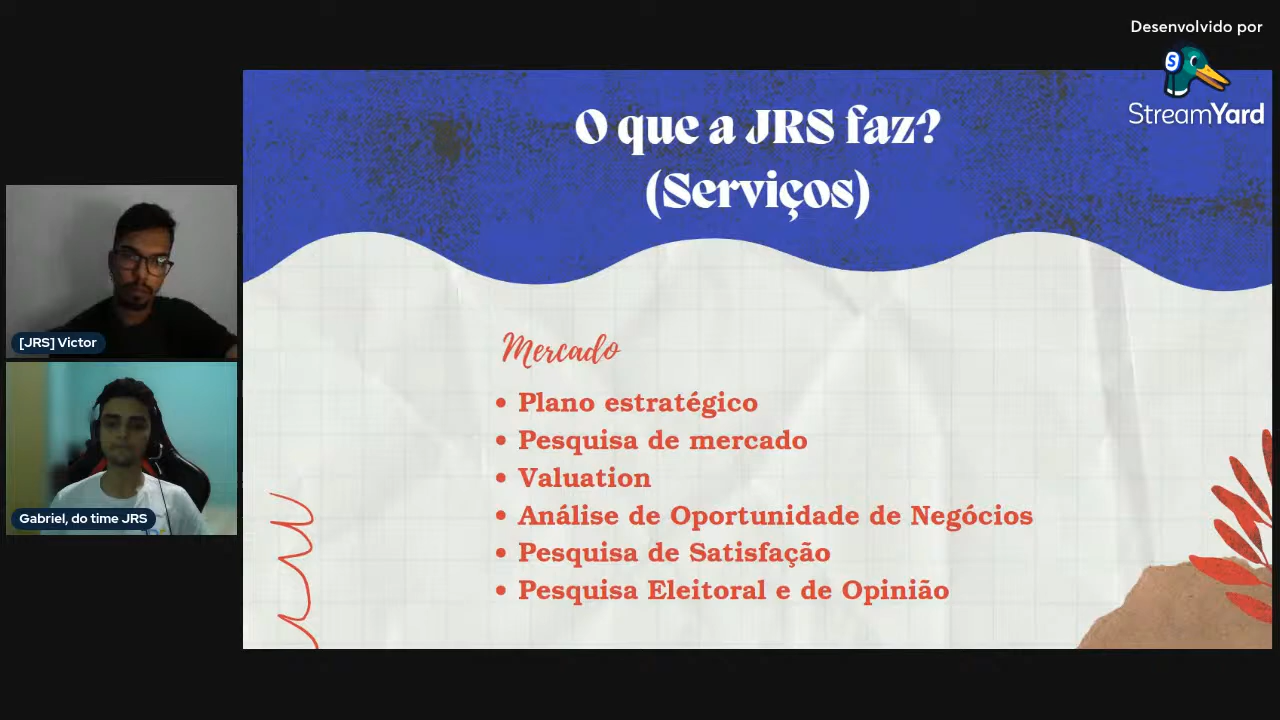 Desenvolvido por
S
StreamYard
O que a JRS faz?
(Serviços)
[JRS] Victor
Gabriel, do time JRS
Mercado
• Plano estratégico
• Pesquisa de mercado
• Valuation
• Análise de Oportunidade de Negócios
• Pesquisa de Satisfação
• Pesquisa Eleitoral e de Opinião